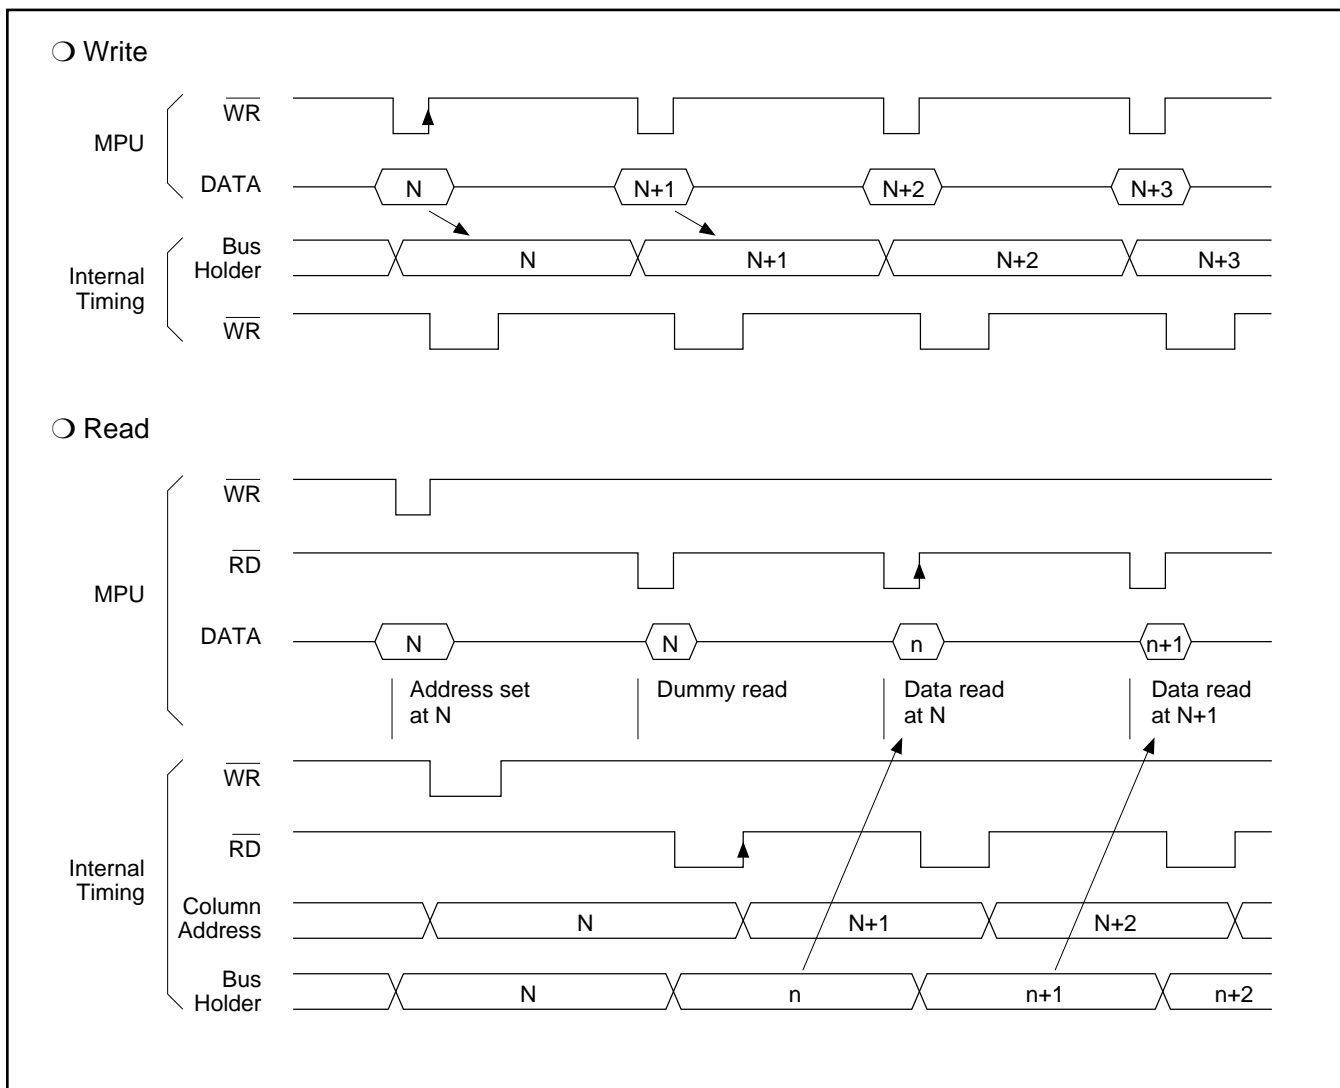 Write
WR
MPU
DATA
N N+1 N+2 N+3
Bus
Holder
N N+1 N+2 N+3
Internal
Timing
WR
Read
WR
RD
MPU
DATA
N N n n+1
Address set
at N
Dummy read
Data read
at N
Data read
at N+1
WR
RD
Internal
Timing
Column
Address
N N+1 N+2
Bus
Holder
N n n+1 n+2